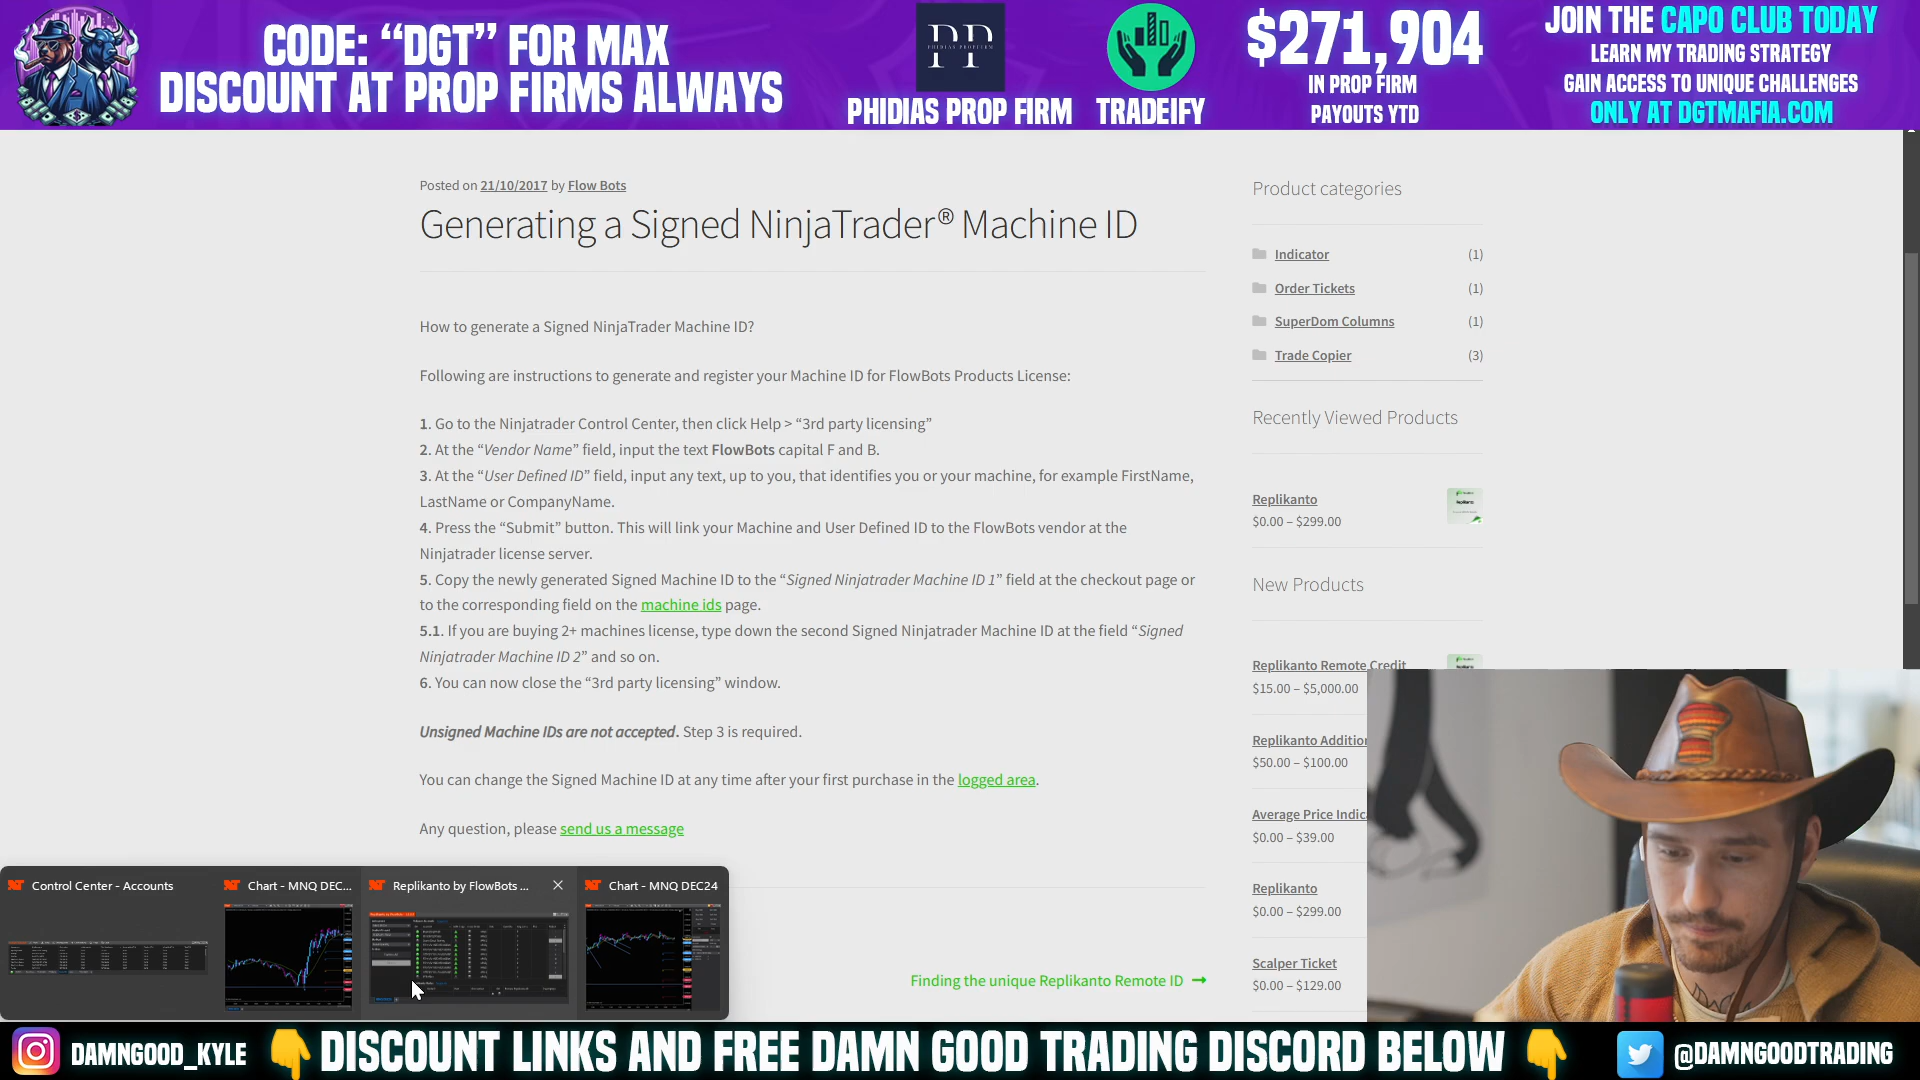 CODE: “DGT” FOR MAX
DISCOUNT AT PROP FIRMS ALWAYS
PP
PHIDIAS PROPFIRM
PHIDIAS PROP FIRM
TRADEIFY
$271,904
IN PROP FIRM
PAYOUTS YTD
JOIN THE CAPO CLUB TODAY
LEARN MY TRADING STRATEGY
GAIN ACCESS TO UNIQUE CHALLENGES
ONLY AT DGTMAFIA.COM
Posted on 21/10/2017 by Flow Bots
Generating a Signed NinjaTrader® Machine ID
How to generate a Signed NinjaTrader Machine ID?
Following are instructions to generate and register your Machine ID for FlowBots Products License:
1. Go to the Ninjatrader Control Center, then click Help > “3rd party licensing”
2. At the “Vendor Name” field, input the text FlowBots capital F and B.
3. At the “User Defined ID” field, input any text, up to you, that identifies you or your machine, for example FirstName,
LastName or CompanyName.
4. Press the “Submit” button. This will link your Machine and User Defined ID to the FlowBots vendor at the
Ninjatrader license server.
5. Copy the newly generated Signed Machine ID to the “Signed Ninjatrader Machine ID 1” field at the checkout page or
to the corresponding field on the machine ids page.
5.1. If you are buying 2+ machines license, type down the second Signed Ninjatrader Machine ID at the field “Signed
Ninjatrader Machine ID 2” and so on.
6. You can now close the “3rd party licensing” window.
Unsigned Machine IDs are not accepted. Step 3 is required.
You can change the Signed Machine ID at any time after your first purchase in the logged area.
Any question, please send us a message
Finding the unique Replikanto Remote ID →
Product categories
Indicator (1)
Order Tickets (1)
SuperDom Columns (1)
Trade Copier (3)
Recently Viewed Products
Replikanto
$0.00 – $299.00
New Products
Replikanto Remote Credit
$15.00 – $5,000.00
Replikanto Addition
$50.00 – $100.00
Average Price Indic
$0.00 – $39.00
Replikanto
$0.00 – $299.00
Scalper Ticket
$0.00 – $129.00
Control Center - Accounts
Chart - MNQ DEC...
Replikanto by FlowBots ...
Chart - MNQ DEC24
DAMNGOOD_KYLE
DISCOUNT LINKS AND FREE DAMN GOOD TRADING DISCORD BELOW
@DAMNGOODTRADING